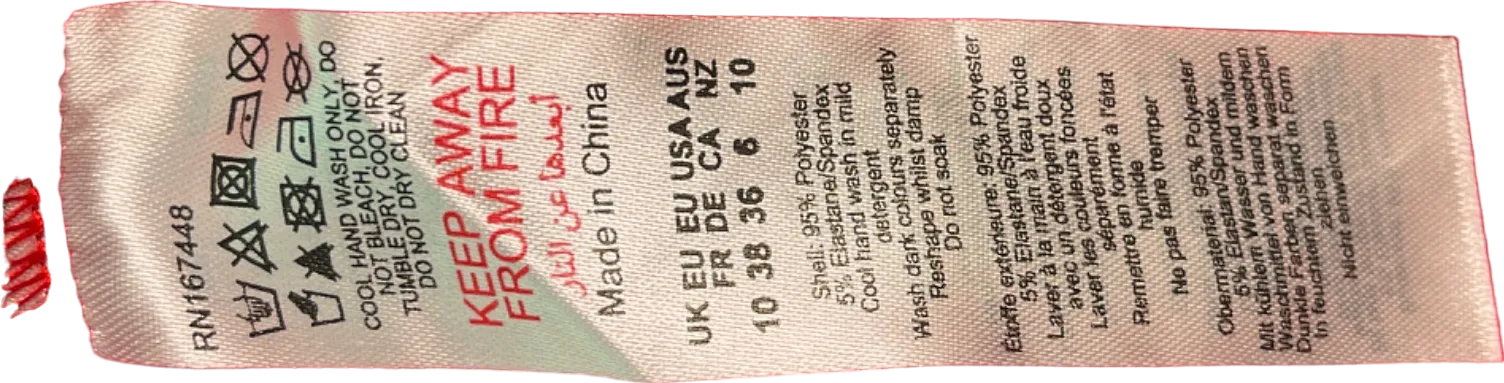 RN167448
COOL HAND WASH ONLY, DO
NOT BLEACH, DO NOT
TUMBLE DRY, COOL IRON,
DO NOT DRY CLEAN
KEEP AWAY
FROM FIRE
أبعدها عن النار
Made in China
UK EU EU USA AUS
FR DE CA NZ
10 38 36 6 10
Shell: 95% Polyester
5% Elastane/Spandex
Cool hand wash in mild
detergent
Wash dark colours separately
Reshape whilst damp
Do not soak
Étoffe extérieure: 95% Polyester
5% Elastane/Spandex
Laver à la main à l'eau froide
avec un détergent doux
Laver les couleurs foncées
séparément
Remettre en forme à l'état
humide
Ne pas faire tremper
Obermaterial: 95% Polyester
5% Elastan/Spandex
Mit kühlem Wasser und mildem
Waschmittel von Hand waschen
Dunkle Farben separat waschen
In feuchtem Zustand in Form
ziehen
Nicht einweichen